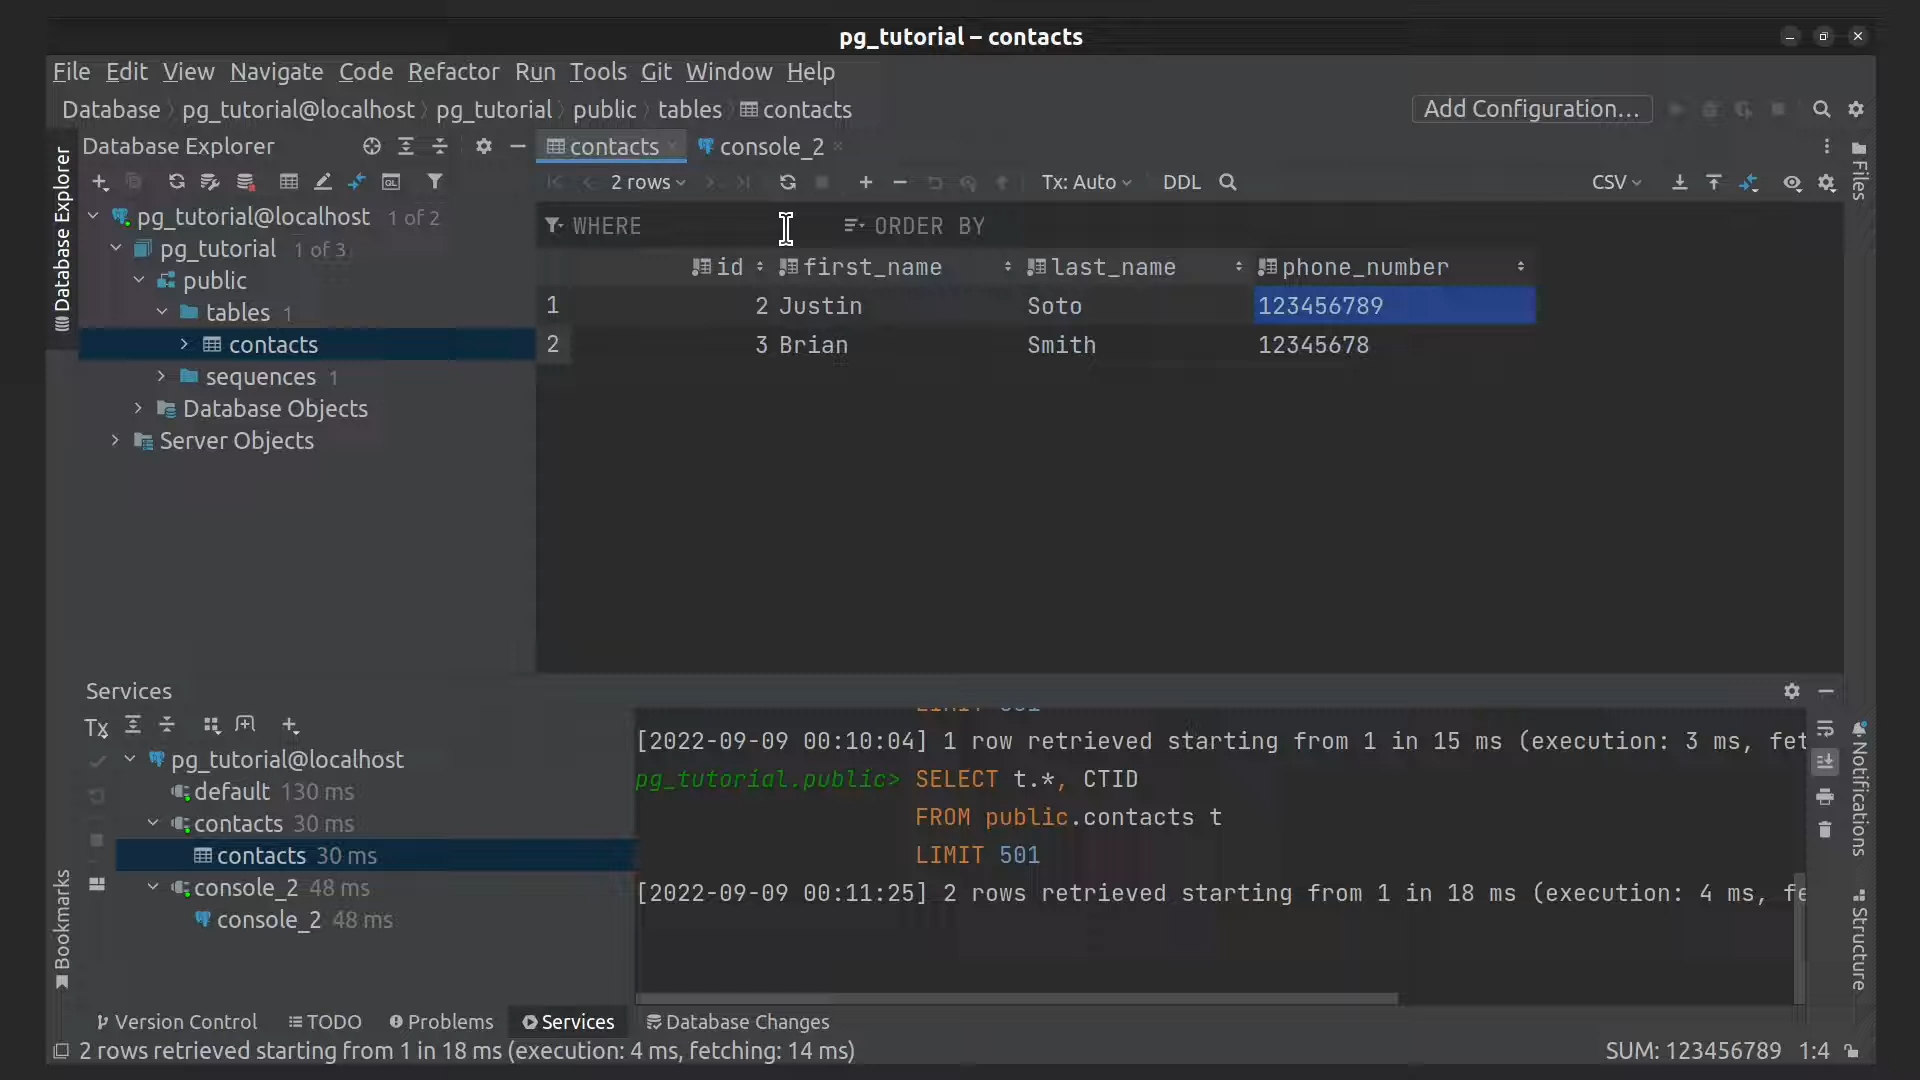 pg_tutorial – contacts
File Edit View Navigate Code Refactor Run Tools Git Window Help
Database pg_tutorial@localhost pg_tutorial public tables contacts Add Configuration...
Database Explorer
Database Explorer
contacts console_2
2 rows Tx: Auto DDL CSV
Files
pg_tutorial@localhost 1 of 2
pg_tutorial 1 of 3
public
tables 1
contacts
sequences 1
Database Objects
Server Objects
WHERE ORDER BY
id first_name last_name phone_number
1 2 Justin Soto 123456789
2 3 Brian Smith 12345678
Services
Tx
pg_tutorial@localhost
default 130 ms
contacts 30 ms
contacts 30 ms
console_2 48 ms
console_2 48 ms
[2022-09-09 00:10:04] 1 row retrieved starting from 1 in 15 ms (execution: 3 ms, fet
pg_tutorial.public> SELECT t.*, CTID
FROM public.contacts t
LIMIT 501
[2022-09-09 00:11:25] 2 rows retrieved starting from 1 in 18 ms (execution: 4 ms, fe
Notifications
Structure
Bookmarks
Version Control TODO Problems Services Database Changes
2 rows retrieved starting from 1 in 18 ms (execution: 4 ms, fetching: 14 ms) SUM: 123456789 1:4